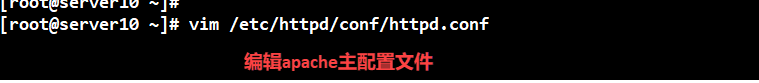 [root@server10 ~]#
[root@server10 ~]# vim /etc/httpd/conf/httpd.conf
编辑apache主配置文件